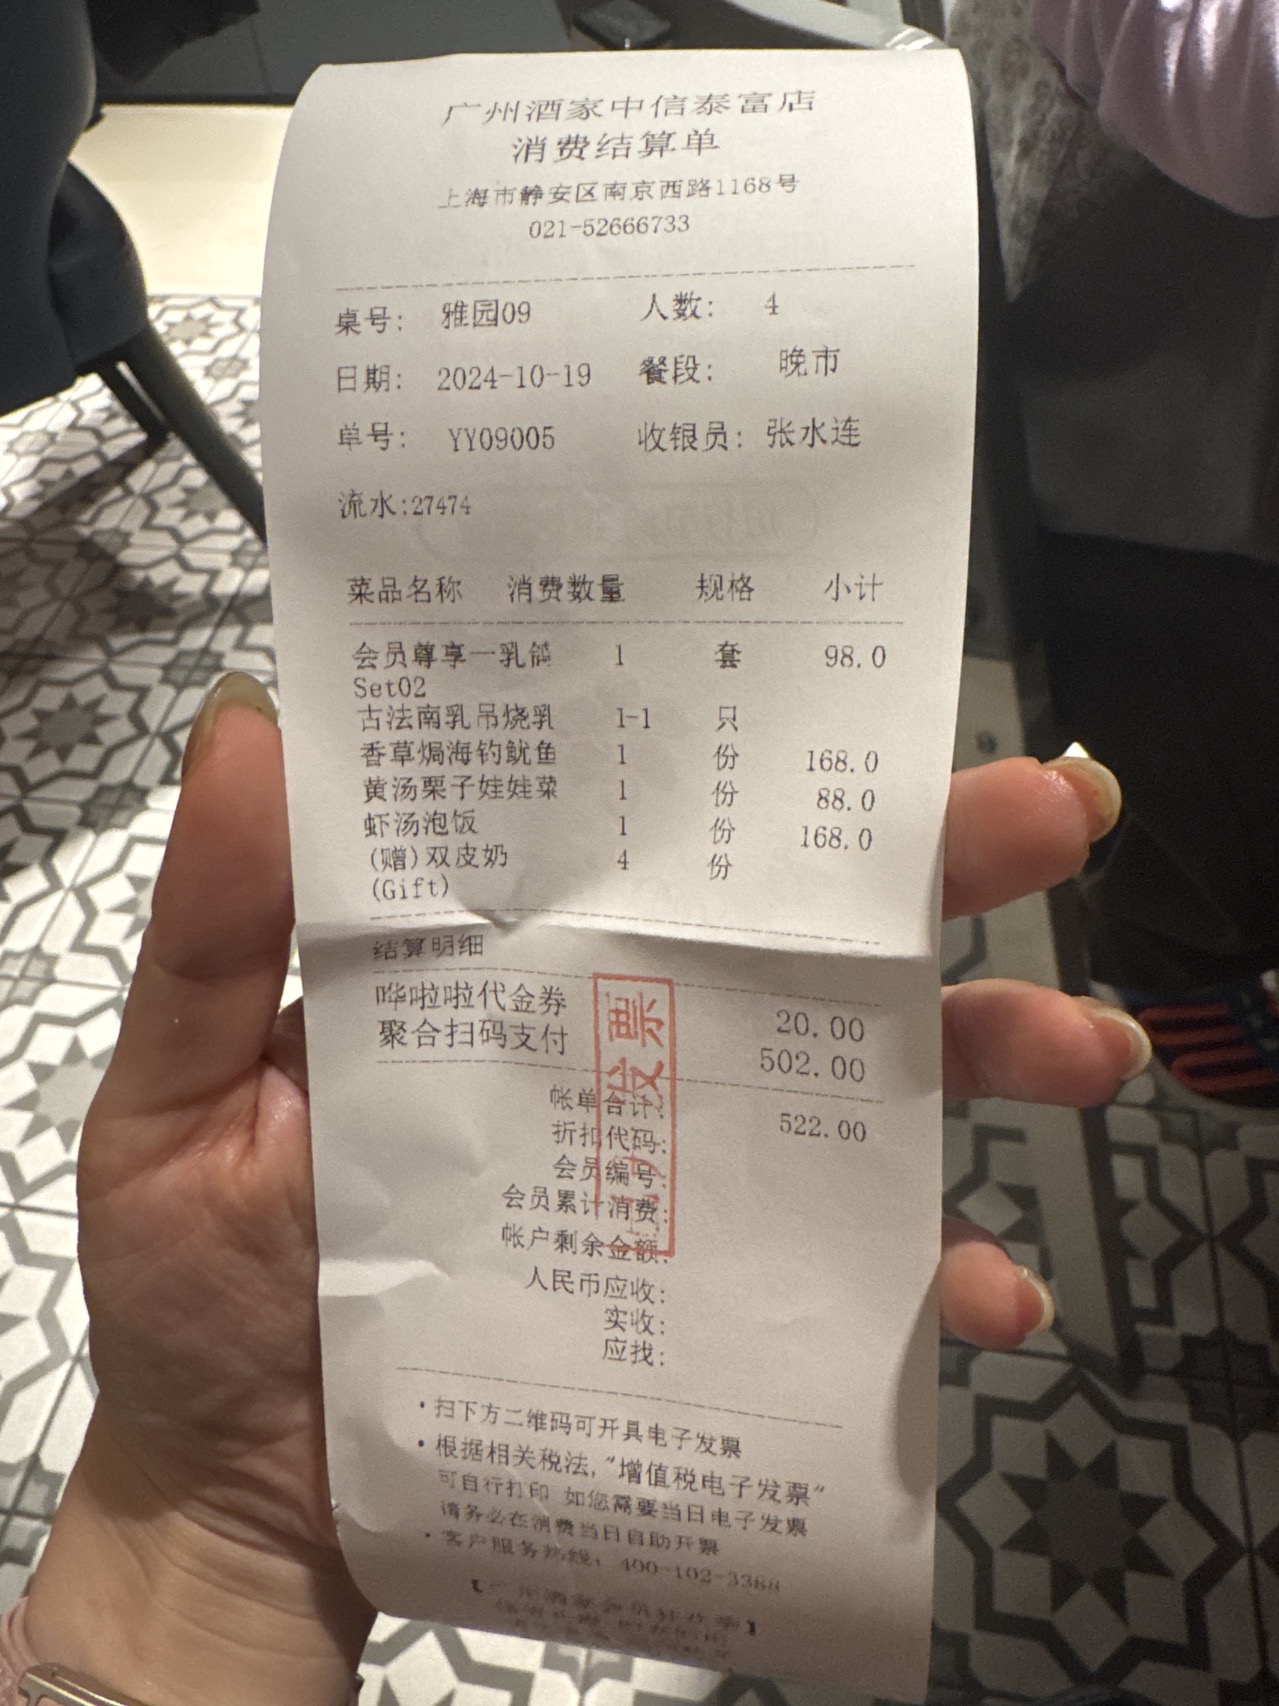 广州酒家中信泰富店
消费结算单
上海市静安区南京西路1168号
021-52666733
桌号: 雅园09 人数: 4
日期: 2024-10-19 餐段: 晚市
单号: YY09005 收银员: 张水连
流水:27474
菜品名称 消费数量 规格 小计
会员尊享一乳鸽 1 套 98.0
Set02
古法南乳吊烧乳 1-1 只
香草焗海钓鱿鱼 1 份 168.0
黄汤栗子娃娃菜 1 份 88.0
虾汤泡饭 1 份 168.0
(赠)双皮奶 4 份
(Gift)
结算明细
哗啦啦代金券 20.00
聚合扫码支付 502.00
帐单合计: 522.00
折扣代码:
会员编号:
会员累计消费:
帐户剩余金额:
人民币应收:
实收:
应找:
发票
·扫下方二维码可开具电子发票
·根据相关税法,“增值税电子发票”
可自行打印 如您需要当日电子发票
请务必在消费当日自助开票
·客户服务热线: 400-102-3388